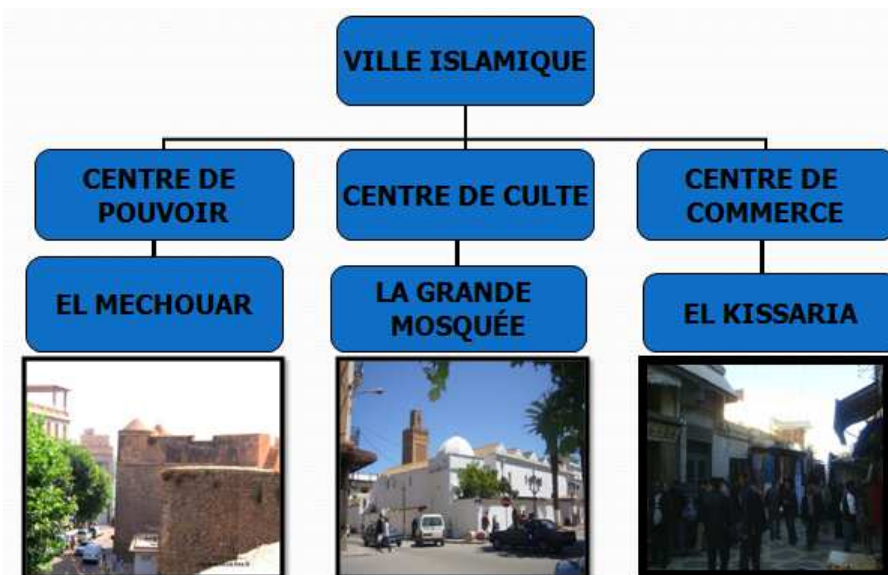 VILLE ISLAMIQUE
CENTRE DE
POUVOIR
CENTRE DE CULTE
CENTRE DE
COMMERCE
EL MECHOUAR
LA GRANDE
MOSQUÉE
EL KISSARIA